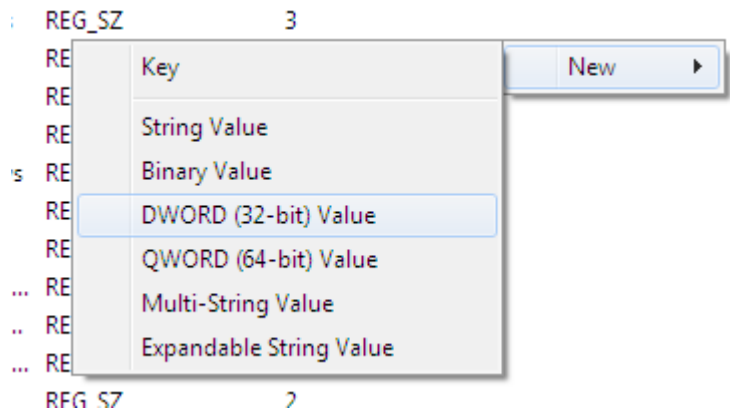 REG_SZ 3
RE
Key
New
RE
RE
String Value
's RE
Binary Value
RE
DWORD (32-bit) Value
RE
QWORD (64-bit) Value
... RE
Multi-String Value
.. RE
Expandable String Value
... RE
REG_SZ 2